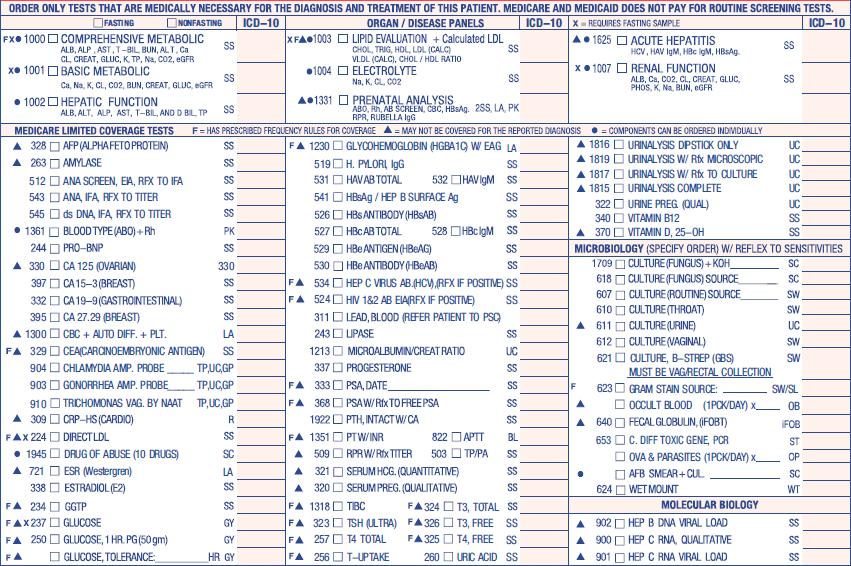 ORDER ONLY TESTS THAT ARE MEDICALLY NECESSARY FOR THE DIAGNOSIS AND TREATMENT OF THIS PATIENT. MEDICARE AND MEDICAID DOES NOT PAY FOR ROUTINE SCREENING TESTS.
☐ FASTING ☐ NONFASTING ICD-10
F X ● 1000 ☐ COMPREHENSIVE METABOLIC SS
ALB, ALP , AST , T-BIL, BUN, ALT , Ca
CL, CREAT, GLUC, K, TP, Na, CO2, eGFR
X ● 1001 ☐ BASIC METABOLIC SS
Ca, Na, K, CL, CO2, BUN, CREAT, GLUC, eGFR
● 1002 ☐ HEPATIC FUNCTION SS
ALB, ALT, ALP, AST, T-BIL, AND D BIL, TP
ORGAN / DISEASE PANELS ICD-10
X F ▲ ● 1003 ☐ LIPID EVALUATION + Calculated LDL SS
CHOL, TRIG, HDL, LDL (CALC)
VLDL (CALC), CHOL / HDL RATIO
● 1004 ☐ ELECTROLYTE SS
Na, K, CL, CO2
▲ ● 1331 ☐ PRENATAL ANALYSIS
ABO, Rh, AB SCREEN, CBC, HBsAG. 2SS, LA, PK
RPR, RUBELLA IgG
X = REQUIRES FASTING SAMPLE ICD-10
▲ ● 1625 ☐ ACUTE HEPATITIS SS
HCV, HAV IgM, HBc IgM, HBsAg.
X ● 1007 ☐ RENAL FUNCTION SS
ALB, Ca, CO2, CL, CREAT, GLUC,
PHOS, K, Na, BUN, eGFR
MEDICARE LIMITED COVERAGE TESTS F = HAS PRESCRIBED FREQUENCY RULES FOR COVERAGE ▲ = MAY NOT BE COVERED FOR THE REPORTED DIAGNOSIS ● = COMPONENTS CAN BE ORDERED INDIVIDUALLY
▲ 328 ☐ AFP (ALPHA FETO PROTEIN) SS
▲ 263 ☐ AMYLASE SS
512 ☐ ANA SCREEN, EIA, RFX TO IFA SS
543 ☐ ANA, IFA, RFX TO TITER SS
545 ☐ ds DNA, IFA, RFX TO TITER SS
● 1361 ☐ BLOOD TYPE (ABO) + Rh PK
244 ☐ PRO-BNP SS
▲ 330 ☐ CA 125 (OVARIAN) 330
397 ☐ CA 15-3 (BREAST) SS
332 ☐ CA 19-9 (GASTROINTESTINAL) SS
395 ☐ CA 27.29 (BREAST) SS
▲ 1300 ☐ CBC + AUTO DIFF. + PLT. LA
F ▲ 329 ☐ CEA (CARCINOEMBRYONIC ANTIGEN) SS
904 ☐ CHLAMYDIA AMP. PROBE _____ TP,UC,GP
903 ☐ GONORRHEA AMP. PROBE_____ TP,UC,GP
910 ☐ TRICHOMONAS VAG. BY NAAT TP,UC,GP
▲ 309 ☐ CRP-HS (CARDIO) R
F ▲ X 224 ☐ DIRECT LDL SS
● 1945 ☐ DRUG OF ABUSE (10 DRUGS) SC
▲ 721 ☐ ESR (Westergren) LA
338 ☐ ESTRADIOL (E2) SS
F ▲ 234 ☐ GGTP SS
F ▲ X 237 ☐ GLUCOSE GY
F ▲ 250 ☐ GLUCOSE, 1 HR. PG (50 gm) GY
F ▲ ☐ GLUCOSE, TOLERANCE:__________HR GY
F ▲ 1230 ☐ GLYCOHEMOGLOBIN (HGBA1C) W/ EAG LA
519 ☐ H. PYLORI, IgG SS
531 ☐ HAV AB TOTAL 532 ☐ HAV IgM SS
541 ☐ HBsAg / HEP B SURFACE Ag SS
526 ☐ HBs ANTIBODY (HBsAB) SS
527 ☐ HBc AB TOTAL 528 ☐ HBc IgM SS
529 ☐ HBe ANTIGEN (HBeAG) SS
530 ☐ HBe ANTIBODY (HBeAB) SS
F ▲ 534 ☐ HEP C VIRUS AB.(HCV),(RFX IF POSITIVE) SS
F ▲ 524 ☐ HIV 1&2 AB EIA(RFX IF POSITIVE) SS
311 ☐ LEAD, BLOOD (REFER PATIENT TO PSC)
243 ☐ LIPASE SS
1213 ☐ MICROALBUMIN/CREAT RATIO UC
337 ☐ PROGESTERONE SS
F ▲ 333 ☐ PSA, DATE____________________ SS
F ▲ 368 ☐ PSA W/ Rfx TO FREE PSA SS
1922 ☐ PTH, INTACT W/ CA SS
F ▲ 1351 ☐ PT W/ INR 822 ☐ APTT BL
▲ 509 ☐ RPR W/ Rfx TITER 503 ☐ TP/PA SS
▲ 321 ☐ SERUM HCG. (QUANTITATIVE) SS
▲ 320 ☐ SERUM PREG. (QUALITATIVE) SS
F ▲ 1318 ☐ TIBC F ▲ 324 ☐ T3, TOTAL SS
F ▲ 323 ☐ TSH (ULTRA) F ▲ 326 ☐ T3, FREE SS
F ▲ 257 ☐ T4 TOTAL F ▲ 325 ☐ T4, FREE SS
F ▲ 256 ☐ T-UPTAKE 260 ☐ URIC ACID SS
▲ 1816 ☐ URINALYSIS DIPSTICK ONLY UC
▲ 1819 ☐ URINALYSIS W/ Rfx MICROSCOPIC UC
▲ 1817 ☐ URINALYSIS W/ Rfx TO CULTURE UC
▲ 1815 ☐ URINALYSIS COMPLETE UC
322 ☐ URINE PREG. (QUAL) UC
340 ☐ VITAMIN B12 SS
▲ 370 ☐ VITAMIN D, 25-OH SS
MICROBIOLOGY (SPECIFY ORDER) W/ REFLEX TO SENSITIVITIES
1709 ☐ CULTURE (FUNGUS) + KOH_________ SC
618 ☐ CULTURE (FUNGUS) SOURCE_______ SC
607 ☐ CULTURE (ROUTINE) SOURCE_______ SW
610 ☐ CULTURE (THROAT) SW
▲ 611 ☐ CULTURE (URINE) UC
612 ☐ CULTURE (VAGINAL) SW
621 ☐ CULTURE, B-STREP (GBS) SW
MUST BE VAG/RECTAL COLLECTION
F 623 ☐ GRAM STAIN SOURCE: _________ SW/SL
▲ ☐ OCCULT BLOOD (1PCK/DAY) x_____ OB
▲ 640 ☐ FECAL GLOBULIN, (iFOBT) iFOB
653 ☐ C. DIFF TOXIC GENE, PCR ST
☐ OVA & PARASITES (1PCK/DAY) x_____ OP
● ☐ AFB SMEAR + CUL. __________ SC
624 ☐ WET MOUNT WT
MOLECULAR BIOLOGY
▲ 902 ☐ HEP B DNA VIRAL LOAD SS
▲ 900 ☐ HEP C RNA, QUALITATIVE SS
▲ 901 ☐ HEP C RNA VIRAL LOAD SS